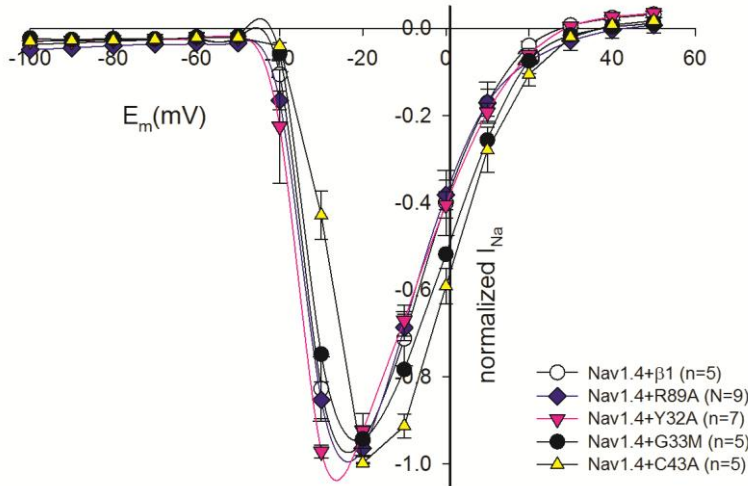 0.0
-100 -80 -60 -40 -20 20 40 60
Em(mV)
-0.2
-0.4
-0.6
-0.8
-1.0
normalized INa
Nav1.4+β1 (n=5)
Nav1.4+R89A (N=9)
Nav1.4+Y32A (n=7)
Nav1.4+G33M (n=5)
Nav1.4+C43A (n=5)